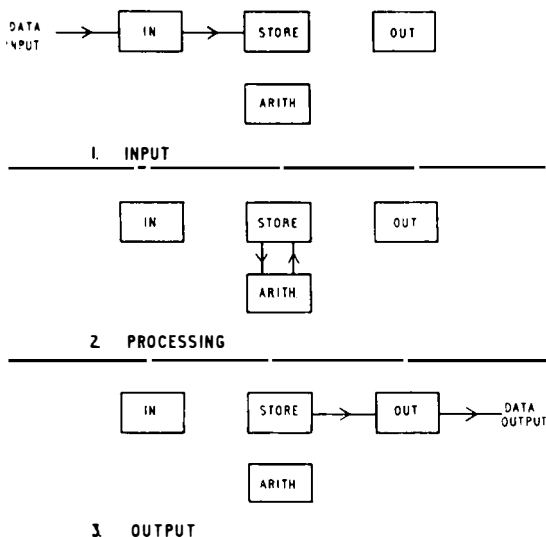 DATA
INPUT
IN
STORE
OUT
ARITH
1. INPUT
IN
STORE
OUT
ARITH
2 PROCESSING
IN
STORE
OUT
DATA
OUTPUT
ARITH
3. OUTPUT